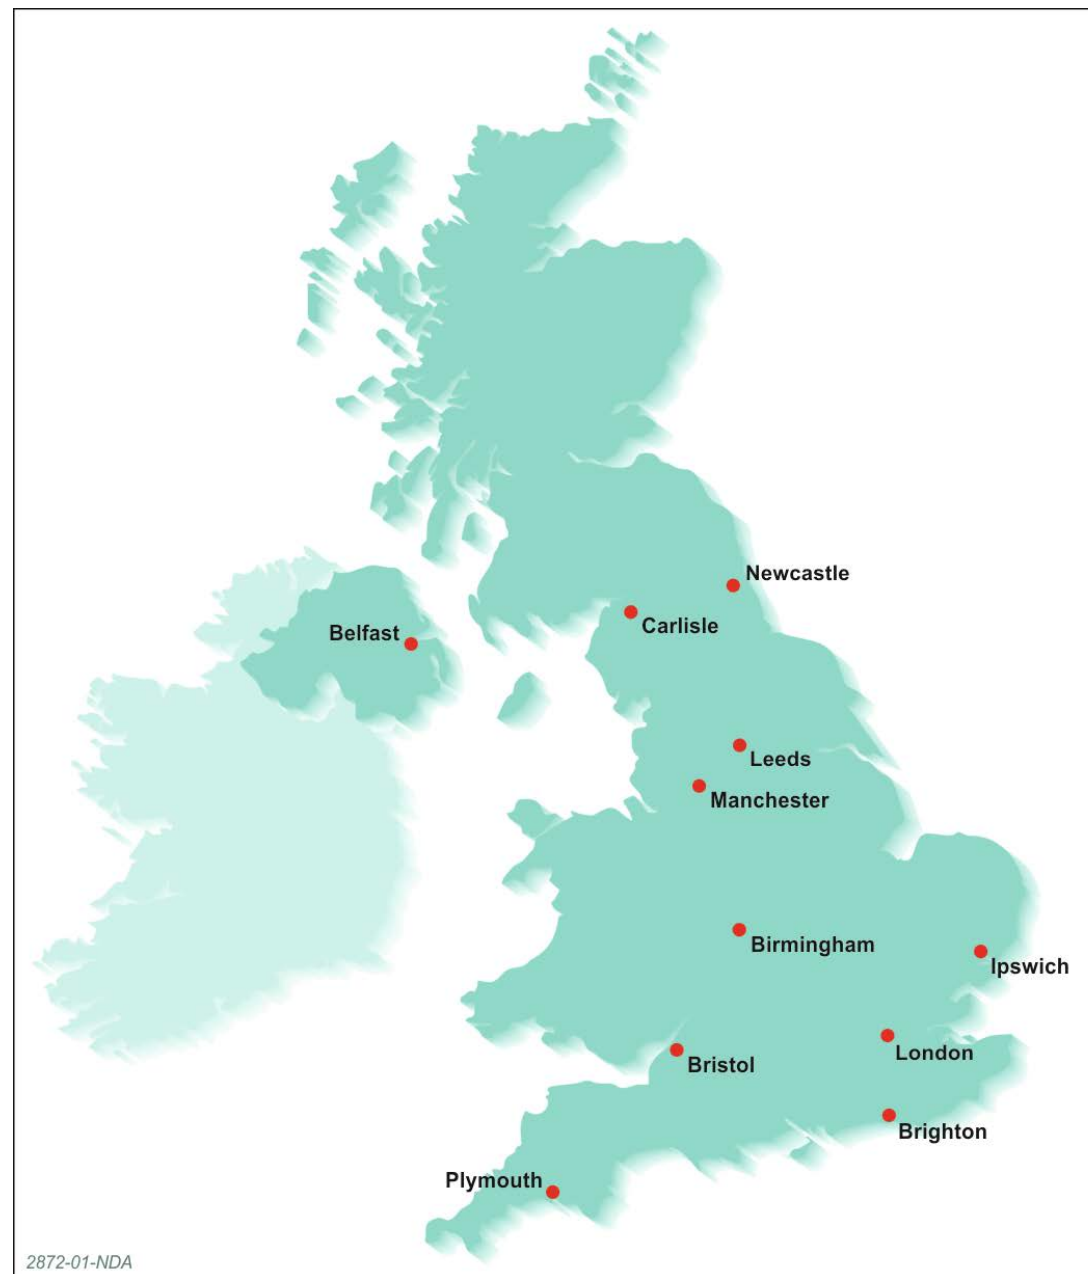 Newcastle
Carlisle
Belfast
Leeds
Manchester
Birmingham
Ipswich
London
Bristol
Brighton
Plymouth
2872-01-NDA